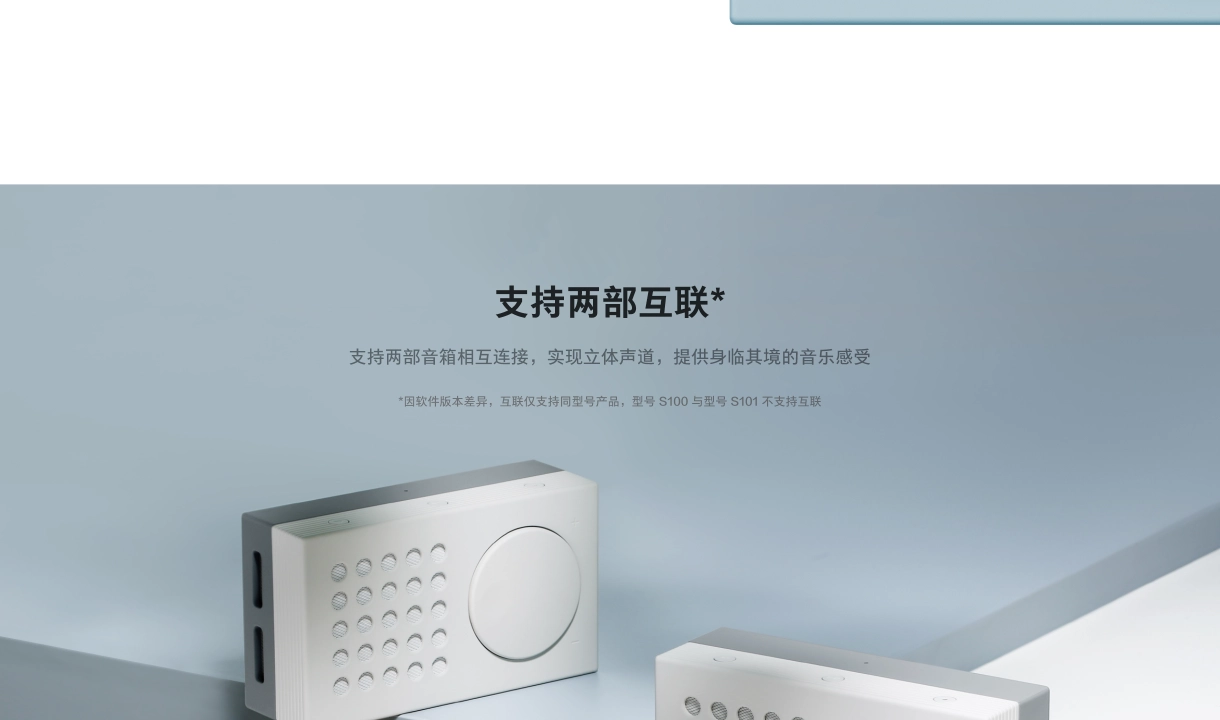 支持两部互联*
支持两部音箱相互连接，实现立体声道，提供身临其境的音乐感受
*因软件版本差异，互联仅支持同型号产品，型号 S100 与型号 S101 不支持互联